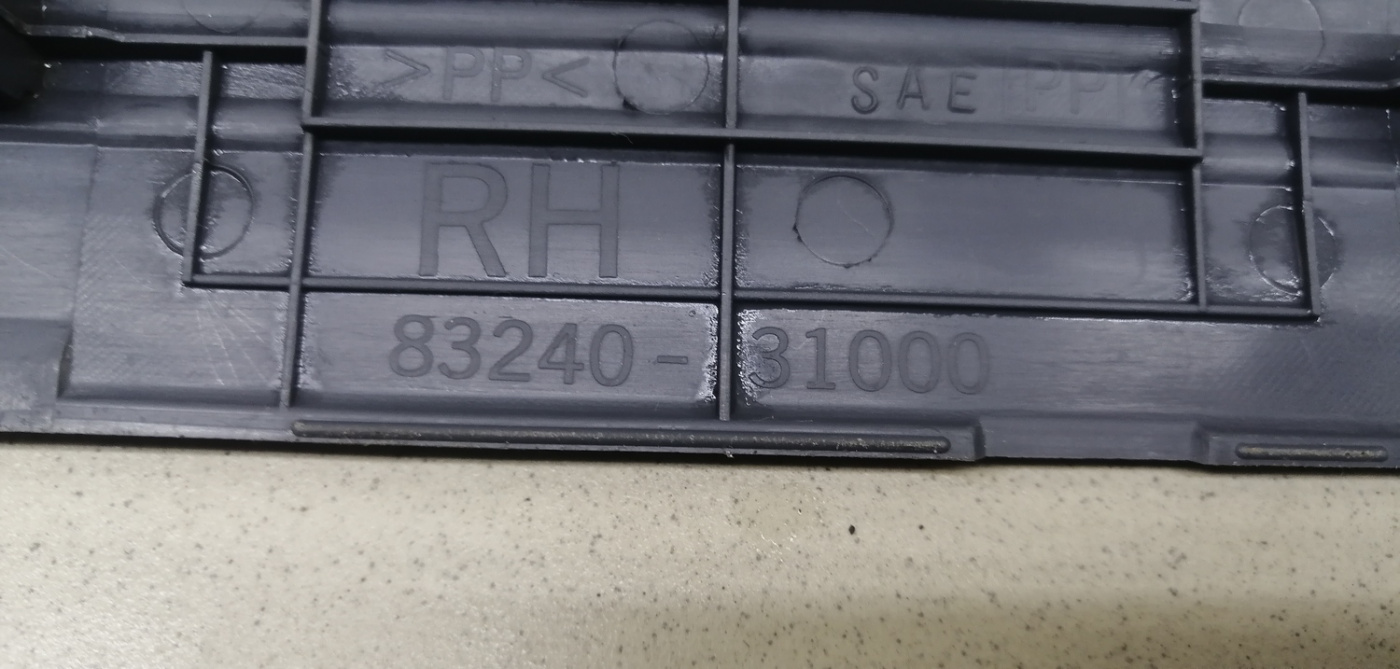 >PP< SAE PP
RH
83240-31000